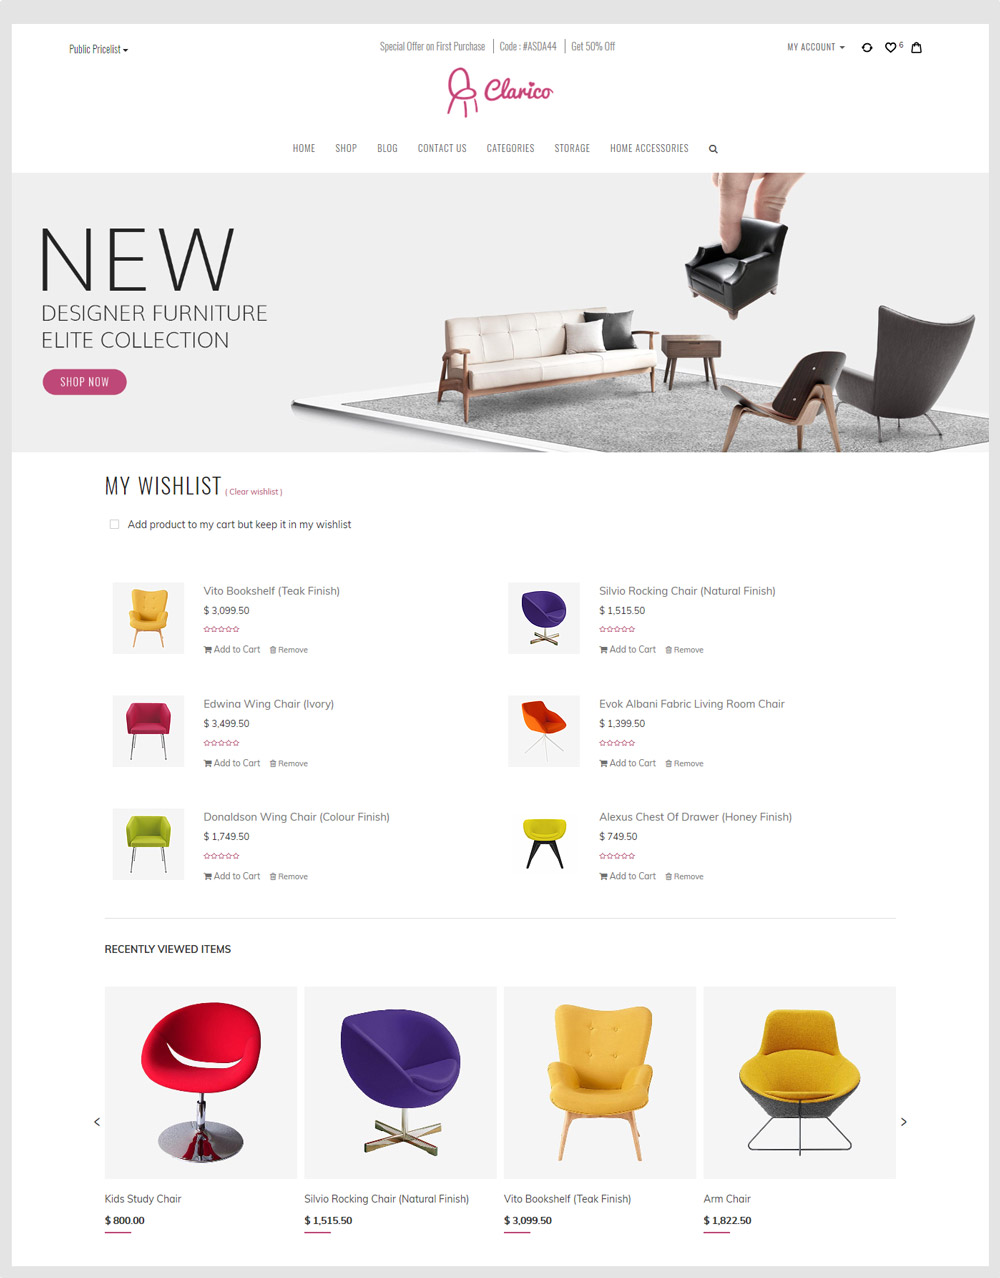 Public Pricelist
Special Offer on First Purchase | Code : #ASDA44 | Get 50% Off
MY ACCOUNT
6
Clarico
HOME SHOP BLOG CONTACT US CATEGORIES STORAGE HOME ACCESSORIES
NEW
DESIGNER FURNITURE
ELITE COLLECTION
SHOP NOW
MY WISHLIST ( Clear wishlist )
Add product to my cart but keep it in my wishlist
Vito Bookshelf (Teak Finish)
$ 3,099.50
Add to Cart Remove
Silvio Rocking Chair (Natural Finish)
$ 1,515.50
Add to Cart Remove
Edwina Wing Chair (Ivory)
$ 3,499.50
Add to Cart Remove
Evok Albani Fabric Living Room Chair
$ 1,399.50
Add to Cart Remove
Donaldson Wing Chair (Colour Finish)
$ 1,749.50
Add to Cart Remove
Alexus Chest Of Drawer (Honey Finish)
$ 749.50
Add to Cart Remove
RECENTLY VIEWED ITEMS
Kids Study Chair
$ 800.00
Silvio Rocking Chair (Natural Finish)
$ 1,515.50
Vito Bookshelf (Teak Finish)
$ 3,099.50
Arm Chair
$ 1,822.50